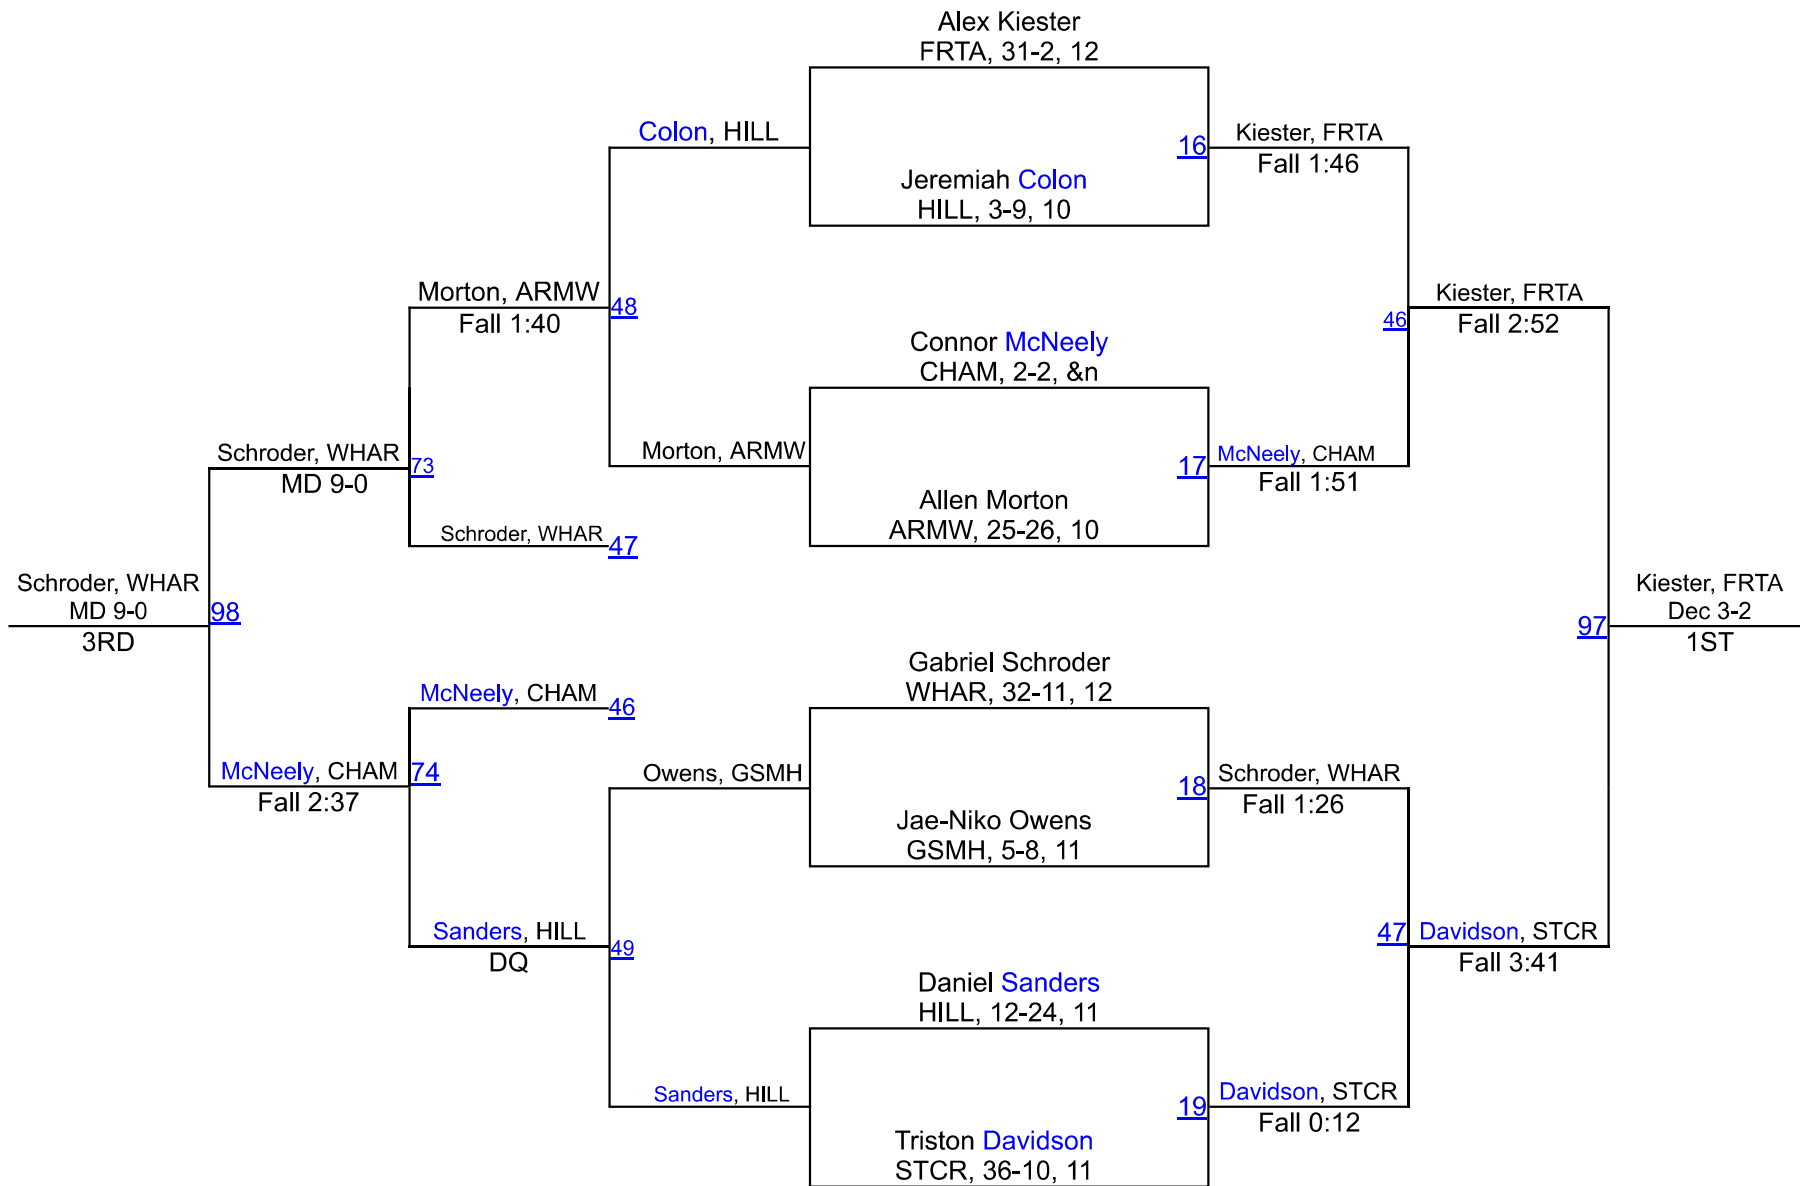 Alex Kiester
FRTA, 31-2, 12
Colon, HILL
16
Kiester, FRTA
Fall 1:46
Jeremiah Colon
HILL, 3-9, 10
Morton, ARMW
Fall 1:40
48
Kiester, FRTA
Fall 2:52
46
Connor McNeely
CHAM, 2-2, &n
Schroder, WHAR
MD 9-0
73
Morton, ARMW
17
McNeely, CHAM
Fall 1:51
Allen Morton
ARMW, 25-26, 10
Schroder, WHAR
47
Schroder, WHAR
MD 9-0
3RD
98
97
Kiester, FRTA
Dec 3-2
1ST
Gabriel Schroder
WHAR, 32-11, 12
McNeely, CHAM
46
McNeely, CHAM
Fall 2:37
74
Owens, GSMH
18
Schroder, WHAR
Fall 1:26
Jae-Niko Owens
GSMH, 5-8, 11
Sanders, HILL
DQ
49
47
Davidson, STCR
Fall 3:41
Daniel Sanders
HILL, 12-24, 11
Sanders, HILL
19
Davidson, STCR
Fall 0:12
Triston Davidson
STCR, 36-10, 11